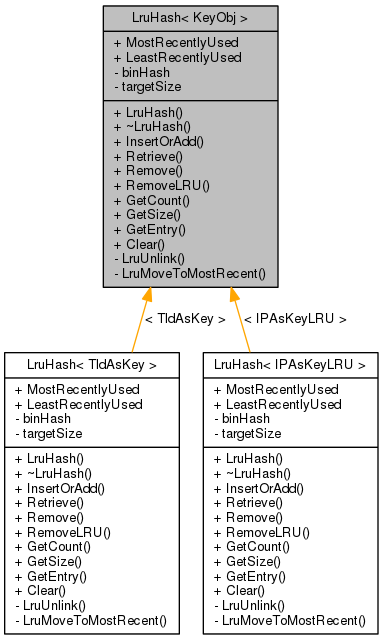 LruHash< KeyObj >
+ MostRecentlyUsed
+ LeastRecentlyUsed
- binHash
- targetSize
+ LruHash()
+ ~LruHash()
+ InsertOrAdd()
+ Retrieve()
+ Remove()
+ RemoveLRU()
+ GetCount()
+ GetSize()
+ GetEntry()
+ Clear()
- LruUnlink()
- LruMoveToMostRecent()
< TldAsKey >
< IPAsKeyLRU >
LruHash< TldAsKey >
+ MostRecentlyUsed
+ LeastRecentlyUsed
- binHash
- targetSize
+ LruHash()
+ ~LruHash()
+ InsertOrAdd()
+ Retrieve()
+ Remove()
+ RemoveLRU()
+ GetCount()
+ GetSize()
+ GetEntry()
+ Clear()
- LruUnlink()
- LruMoveToMostRecent()
LruHash< IPAsKeyLRU >
+ MostRecentlyUsed
+ LeastRecentlyUsed
- binHash
- targetSize
+ LruHash()
+ ~LruHash()
+ InsertOrAdd()
+ Retrieve()
+ Remove()
+ RemoveLRU()
+ GetCount()
+ GetSize()
+ GetEntry()
+ Clear()
- LruUnlink()
- LruMoveToMostRecent()